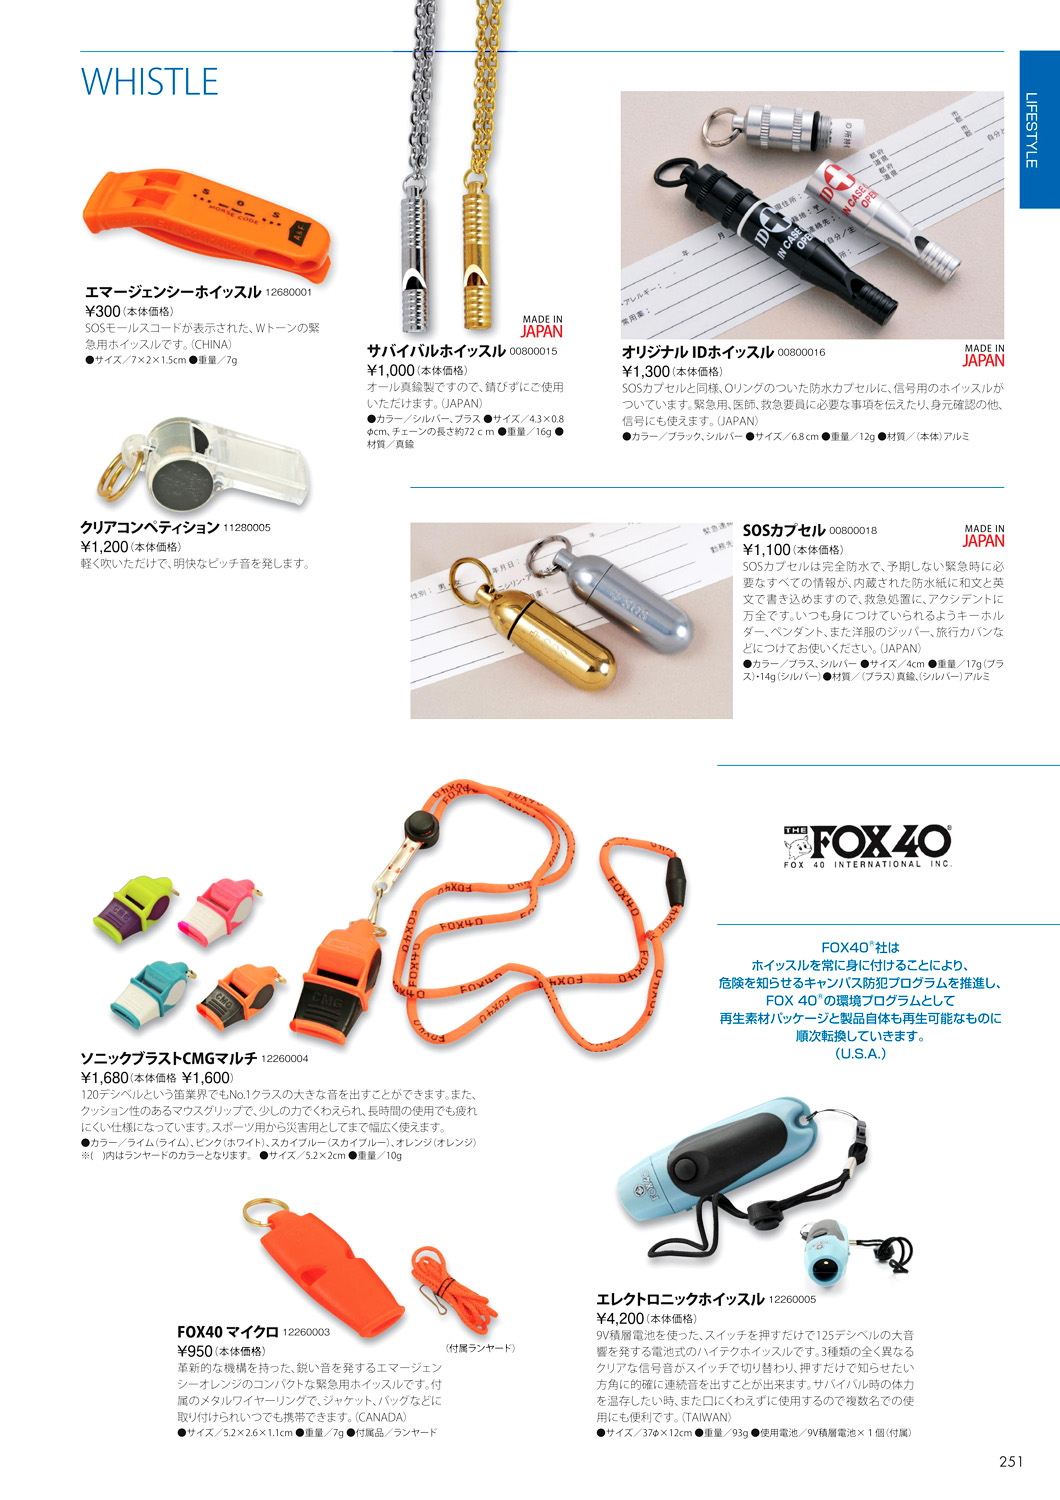 WHISTLE
LIFESTYLE
エマージェンシーホイッスル 12680001
¥300(本体価格)
SOSモールスコードが表示された、Wトーンの緊
急用ホイッスルです。(CHINA)
●サイズ／7×2×1.5cm ●重量／7g
MADE IN
JAPAN
サバイバルホイッスル 00800015
¥1,000(本体価格)
オール真鍮製ですので、錆びずにご使用
いただけます。(JAPAN)
●カラー／シルバー、ブラス ●サイズ／4.3×0.8
φcm、チェーンの長さ約72ｃｍ ●重量／16g ●
材質／真鍮
オリジナル IDホイッスル 00800016
MADE IN
JAPAN
¥1,300(本体価格)
SOSカプセルと同様、Oリングのついた防水カプセルに、信号用のホイッスルが
ついています。緊急用、医師、救急要員に必要な事項を伝えたり、身元確認の他、
信号にも使えます。(JAPAN)
●カラー／ブラック、シルバー ●サイズ／6.8cm ●重量／12g ●材質／(本体)アルミ
クリアコンペティション 11280005
¥1,200(本体価格)
軽く吹いただけで、明快なピッチ音を発します。
SOSカプセル 00800018
MADE IN
JAPAN
¥1,100(本体価格)
SOSカプセルは完全防水で、予期しない緊急時に必
要なすべての情報が、内蔵された防水紙に和文と英
文で書き込めますので、救急処置に、アクシデントに
万全です。いつも身につけていられるようキーホル
ダー、ペンダント、また洋服のジッパー、旅行カバンな
どにつけてお使いください。(JAPAN)
●カラー／ブラス、シルバー ●サイズ／4cm ●重量／17g(ブラ
ス)・14g(シルバー) ●材質／(ブラス)真鍮、(シルバー)アルミ
THE FOX 40®
FOX 40 INTERNATIONAL INC.
FOX40®社は
ホイッスルを常に身に付けることにより、
危険を知らせるキャンパス防犯プログラムを推進し、
FOX 40®の環境プログラムとして
再生素材パッケージと製品自体も再生可能なものに
順次転換していきます。
(U.S.A.)
ソニックブラストCMGマルチ 12260004
¥1,680(本体価格 ¥1,600)
120デシベルという笛業界でもNo.1クラスの大きな音を出すことができます。また、
クッション性のあるマウスグリップで、少しの力でくわえられ、長時間の使用でも疲れ
にくい仕様になっています。スポーツ用から災害用としてまで幅広く使えます。
●カラー／ライム(ライム)、ピンク(ホワイト)、スカイブルー(スカイブルー)、オレンジ(オレンジ)
※(　)内はランヤードのカラーとなります。 ●サイズ／5.2×2cm ●重量／10g
(付属ランヤード)
FOX40 マイクロ 12260003
¥950(本体価格)
革新的な機構を持った、鋭い音を発するエマージェン
シーオレンジのコンパクトな緊急用ホイッスルです。付
属のメタルワイヤーリングで、ジャケット、バッグなどに
取り付けられいつでも携帯できます。(CANADA)
●サイズ／5.2×2.6×1.1cm ●重量／7g ●付属品／ランヤード
エレクトロニックホイッスル 12260005
¥4,200(本体価格)
9V積層電池を使った、スイッチを押すだけで125デシベルの大音
響を発する電池式のハイテクホイッスルです。3種類の全く異なる
クリアな信号音がスイッチで切り替わり、押すだけで知らせたい
方角に的確に連続音を出すことが出来ます。サバイバル時の体力
を温存したい時、また口にくわえずに使用するので複数名での使
用にも便利です。(TAIWAN)
●サイズ／37φ×12cm ●重量／93g ●使用電池／9V積層電池×１個(付属)
251